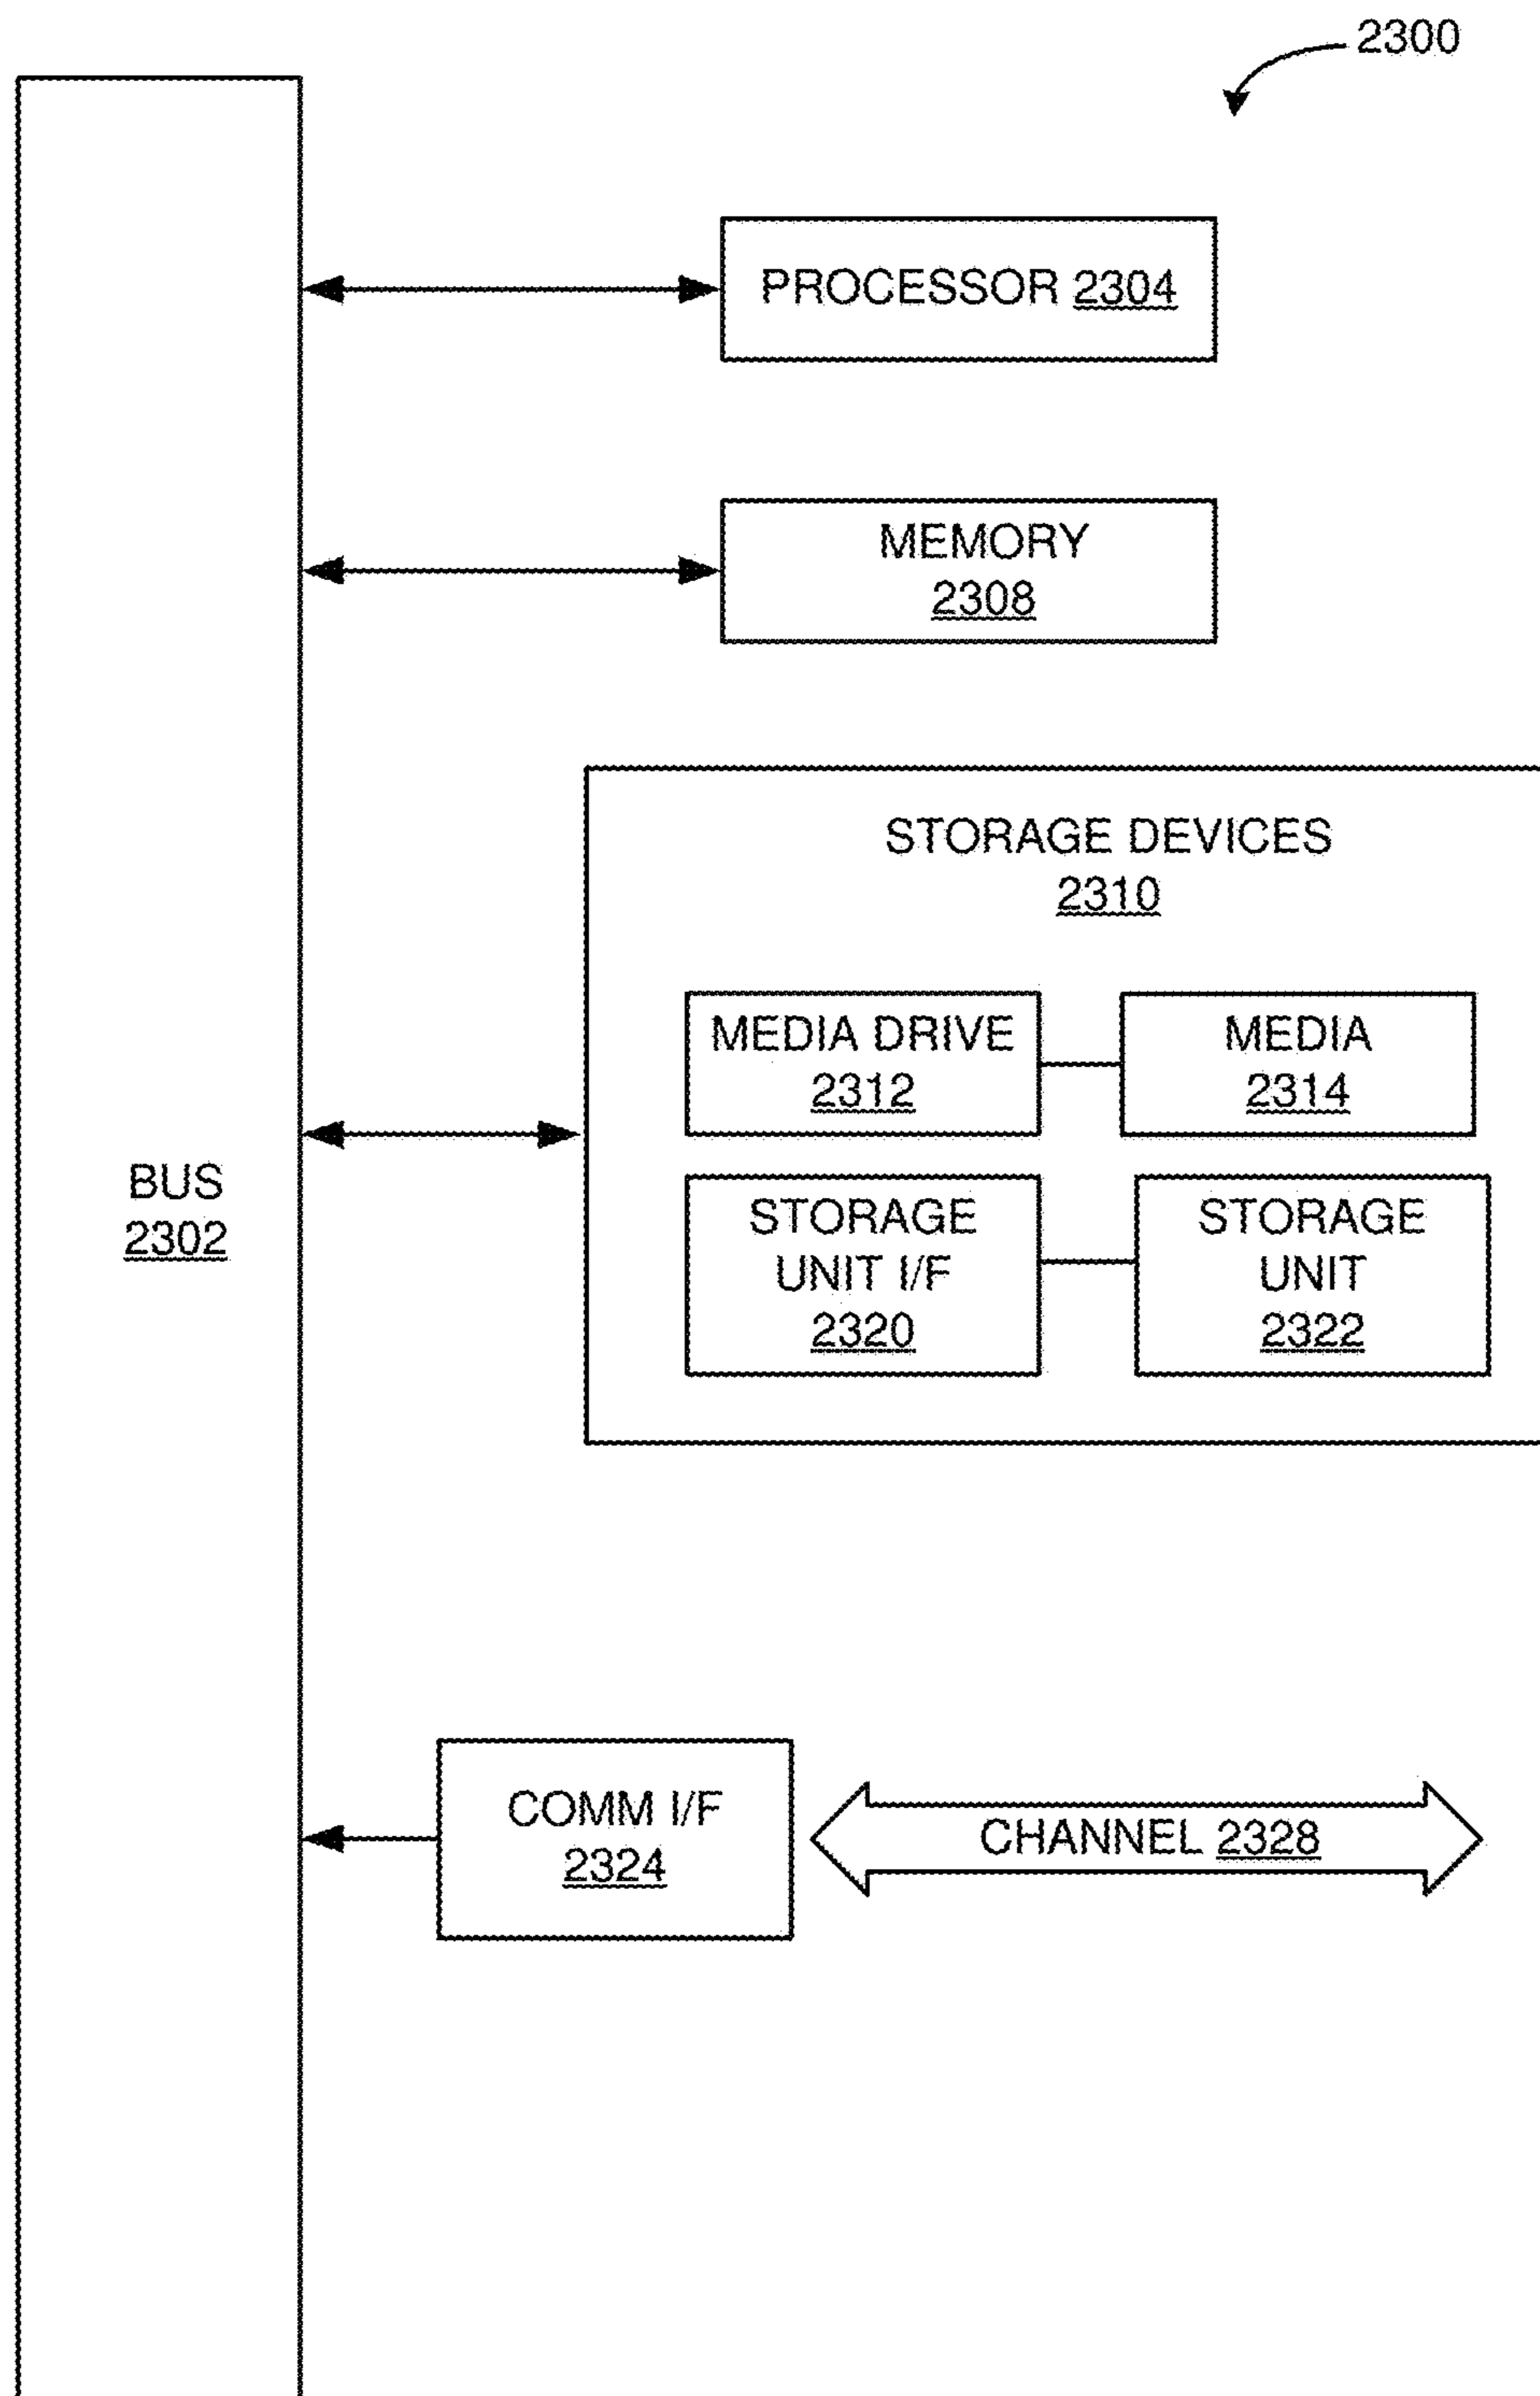 2300
PROCESSOR 2304
MEMORY
2308
STORAGE DEVICES
2310
MEDIA DRIVE
2312
MEDIA
2314
BUS
2302
STORAGE
UNIT I/F
2320
STORAGE
UNIT
2322
COMM I/F
2324
CHANNEL 2328